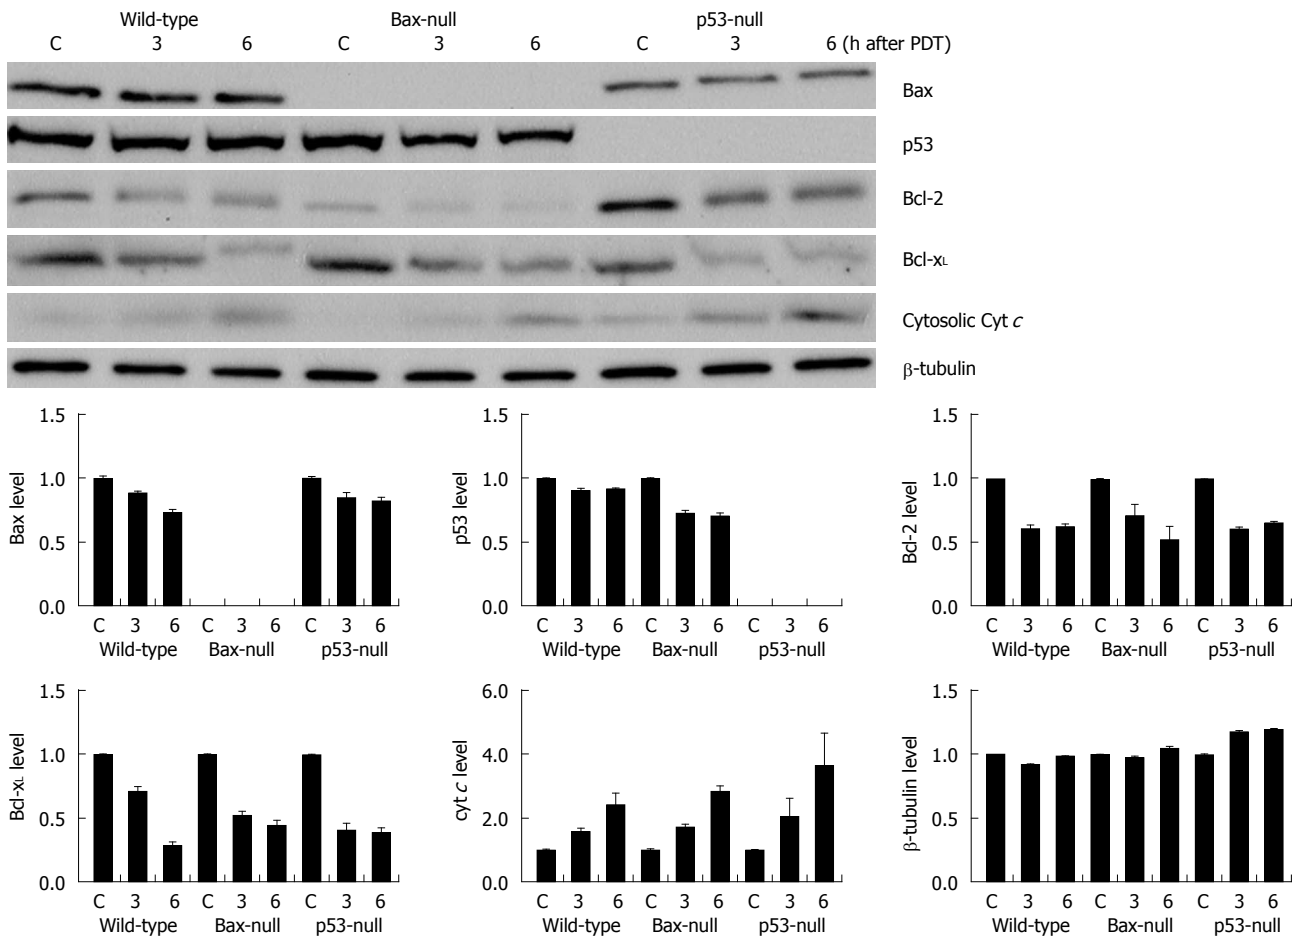 Wild-type Bax-null p53-null
C 3 6 C 3 6 C 3 6 (h after PDT)
Bax
p53
Bcl-2
Bcl-xL
Cytosolic Cyt c
β-tubulin
Bax level
1.5
1.0
0.5
0.0
C 3 6 C 3 6 C 3 6
Wild-type Bax-null p53-null
p53 level
1.5
1.0
0.5
0.0
C 3 6 C 3 6 C 3 6
Wild-type Bax-null p53-null
Bcl-2 level
1.5
1.0
0.5
0.0
C 3 6 C 3 6 C 3 6
Wild-type Bax-null p53-null
Bcl-xL level
1.5
1.0
0.5
0.0
C 3 6 C 3 6 C 3 6
Wild-type Bax-null p53-null
cyt c level
6.0
4.0
2.0
0.0
C 3 6 C 3 6 C 3 6
Wild-type Bax-null p53-null
β-tubulin level
1.5
1.0
0.5
0.0
C 3 6 C 3 6 C 3 6
Wild-type Bax-null p53-null